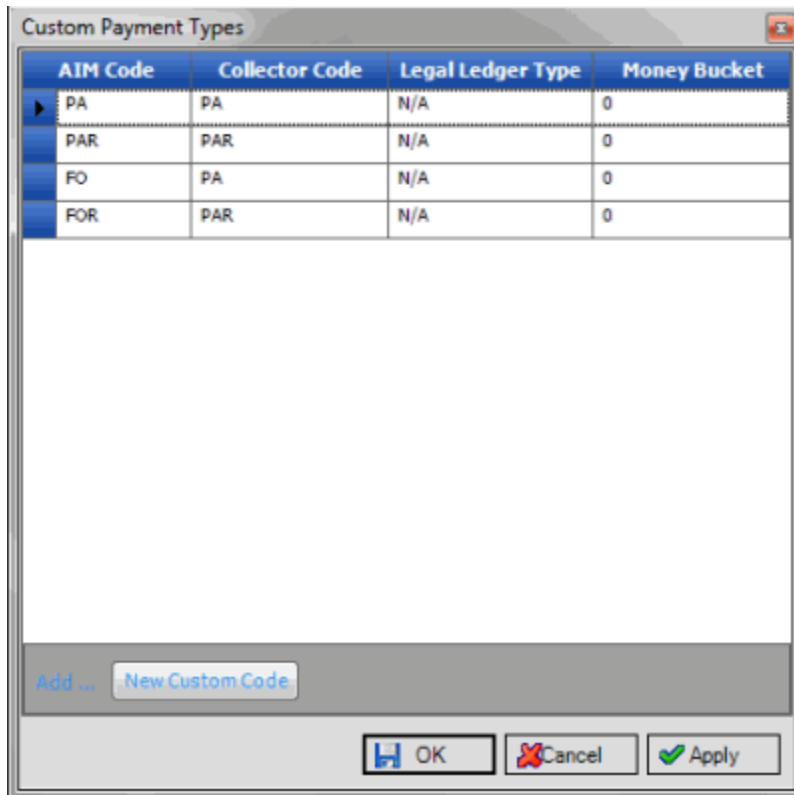 Custom Payment Types
AIM Code Collector Code Legal Ledger Type Money Bucket
PA PA N/A 0
PAR PAR N/A 0
FO PA N/A 0
FOR PAR N/A 0
Add ... New Custom Code
OK Cancel Apply